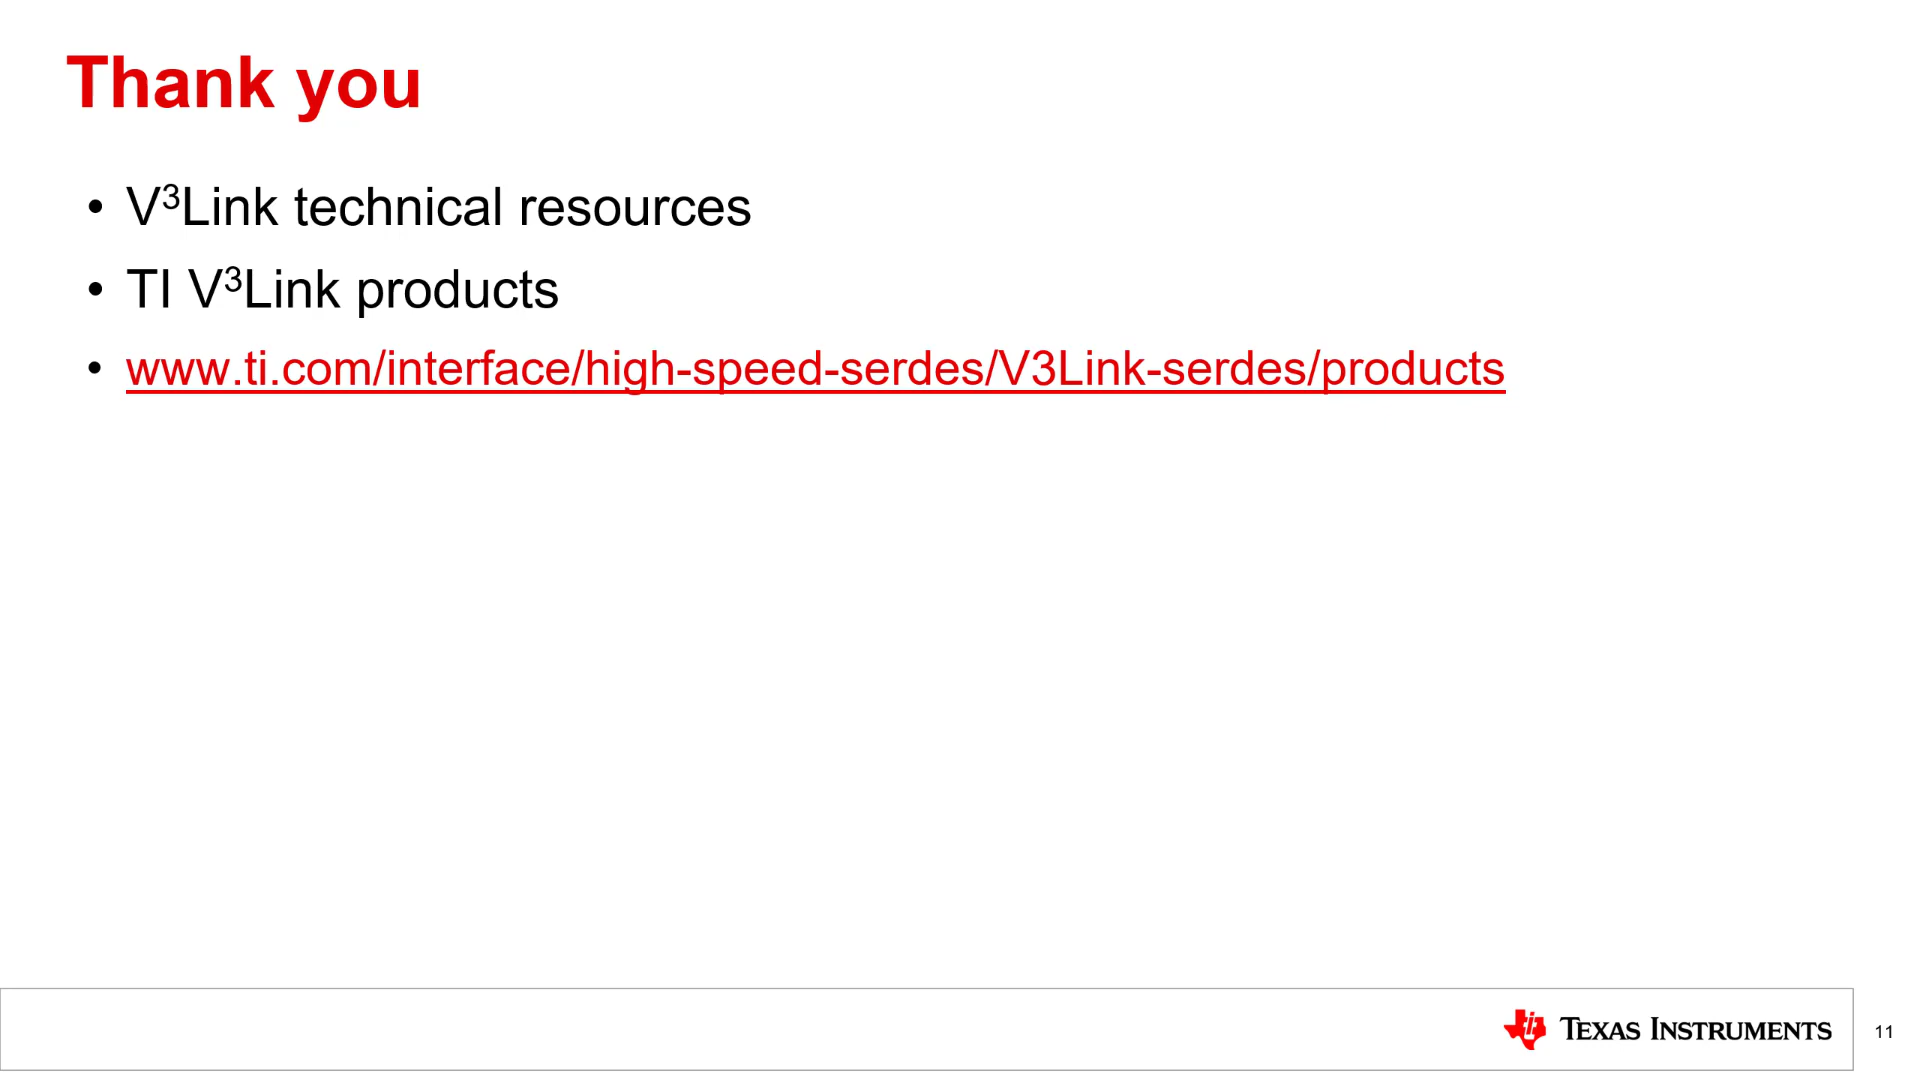 Thank you
• V³Link technical resources
• TI V³Link products
• www.ti.com/interface/high-speed-serdes/V3Link-serdes/products
TEXAS INSTRUMENTS
11